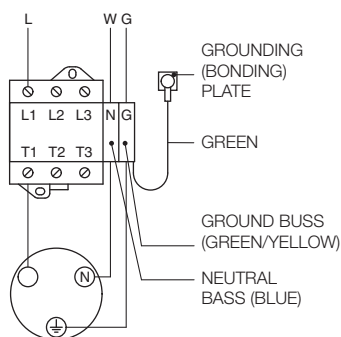 L W G
GROUNDING
(BONDING)
PLATE
L1 L2 L3 N G
GREEN
T1 T2 T3
GROUND BUSS
(GREEN/YELLOW)
N
NEUTRAL
BASS (BLUE)